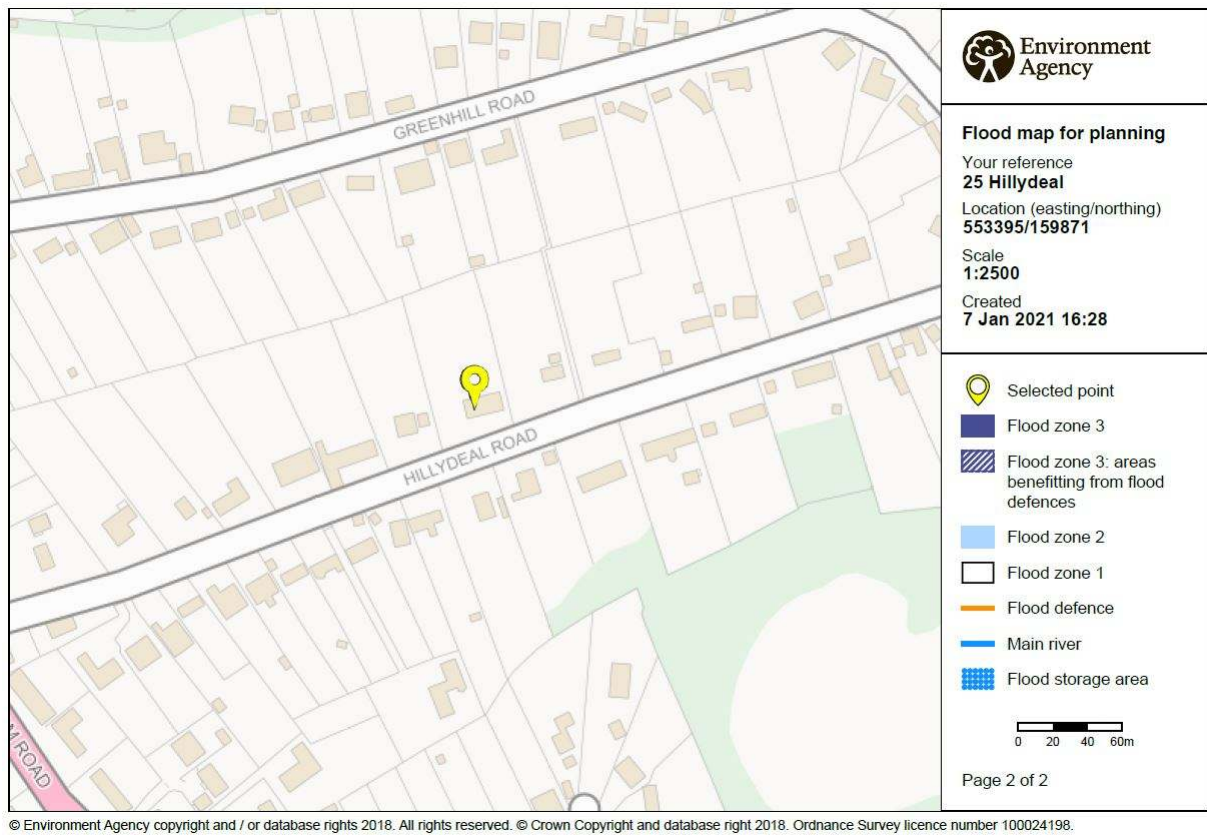 GREENHILL ROAD
HILLYDEAL ROAD
M ROAD
Environment
Agency
Flood map for planning
Your reference
25 Hillydeal
Location (easting/northing)
553395/159871
Scale
1:2500
Created
7 Jan 2021 16:28
Selected point
Flood zone 3
Flood zone 3: areas
benefitting from flood
defences
Flood zone 2
Flood zone 1
Flood defence
Main river
Flood storage area
0 20 40 60m
Page 2 of 2
© Environment Agency copyright and / or database rights 2018. All rights reserved. © Crown Copyright and database right 2018. Ordnance Survey licence number 100024198.